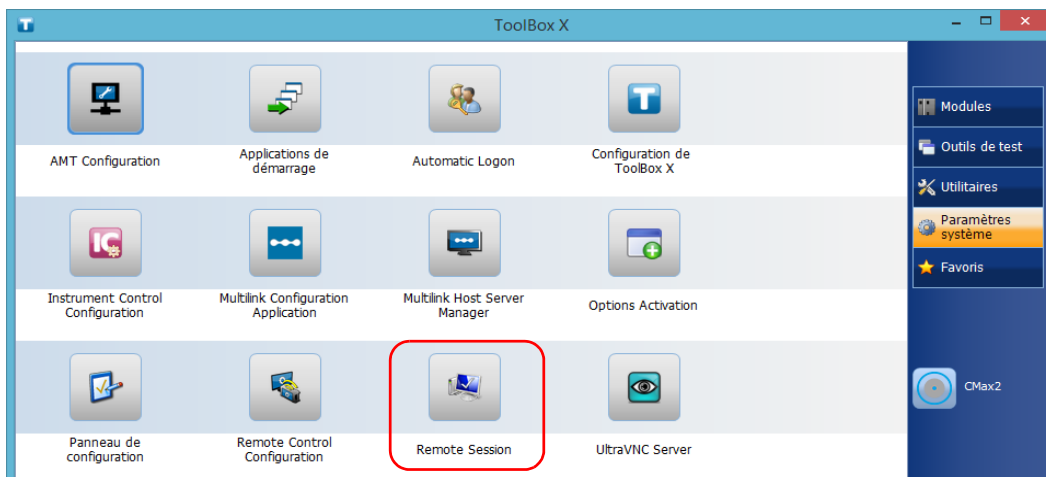 ToolBox X
AMT Configuration
Applications de
démarrage
Automatic Logon
Configuration de
ToolBox X
Instrument Control
Configuration
Multilink Configuration
Application
Multilink Host Server
Manager
Options Activation
Panneau de
configuration
Remote Control
Configuration
Remote Session
UltraVNC Server
Modules
Outils de test
Utilitaires
Paramètres
système
Favoris
CMax2